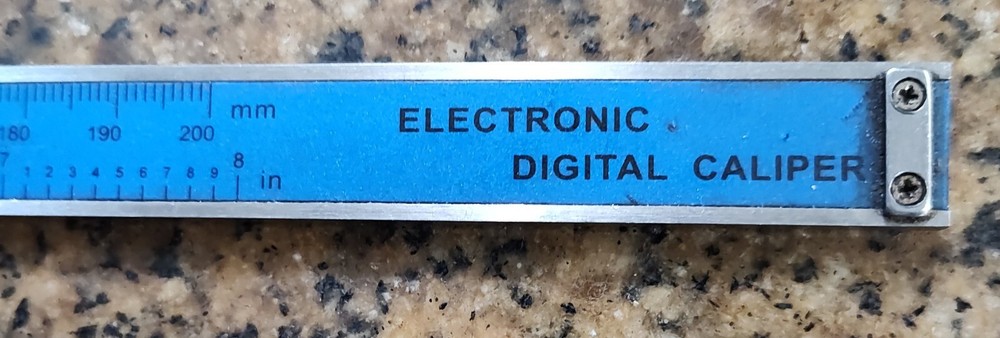 mm
ELECTRONIC
180 190 200
DIGITAL CALIPER
7 1 2 3 4 5 6 7 8 9 8
in